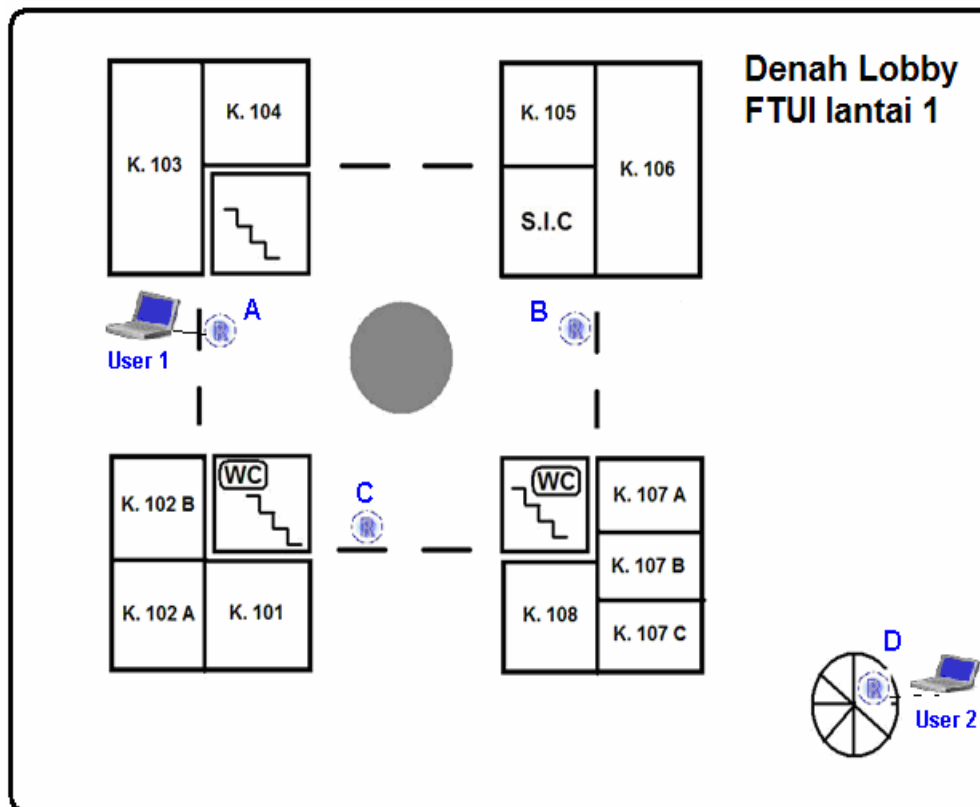 Denah Lobby
FTUI lantai 1
K. 103
K. 104
K. 105
K. 106
S.I.C
A
R
User 1
B
R
K. 102 B
WC
C
R
WC
K. 107 A
K. 107 B
K. 102 A
K. 101
K. 108
K. 107 C
D
R
User 2